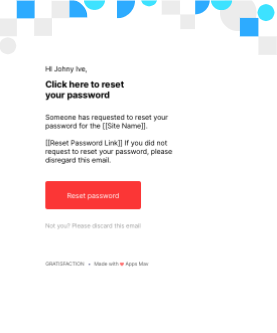 Hi Johny Ive,
Click here to reset
your password
Someone has requested to reset your
password for the [[Site Name]].
[[Reset Password Link]] If you did not
request to reset your password, please
disregard this email.
Reset password
Not you? Please discard this email
GRATISFACTION • Made with ♥ Apps Mav